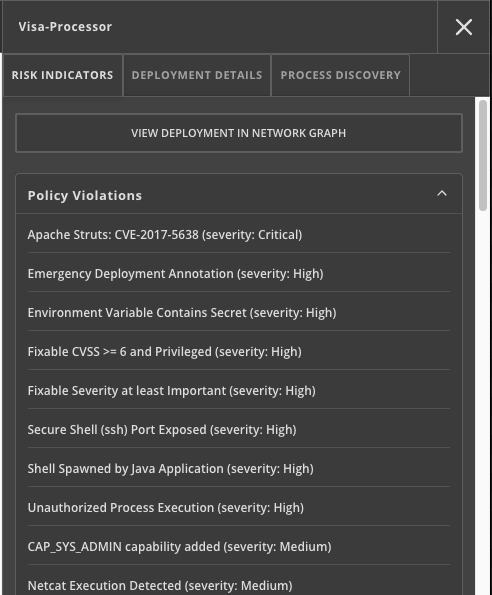 Visa-Processor
RISK INDICATORS
DEPLOYMENT DETAILS
PROCESS DISCOVERY
VIEW DEPLOYMENT IN NETWORK GRAPH
Policy Violations
Apache Struts: CVE-2017-5638 (severity: Critical)
Emergency Deployment Annotation (severity: High)
Environment Variable Contains Secret (severity: High)
Fixable CVSS >= 6 and Privileged (severity: High)
Fixable Severity at least Important (severity: High)
Secure Shell (ssh) Port Exposed (severity: High)
Shell Spawned by Java Application (severity: High)
Unauthorized Process Execution (severity: High)
CAP_SYS_ADMIN capability added (severity: Medium)
Netcat Execution Detected (severity: Medium)